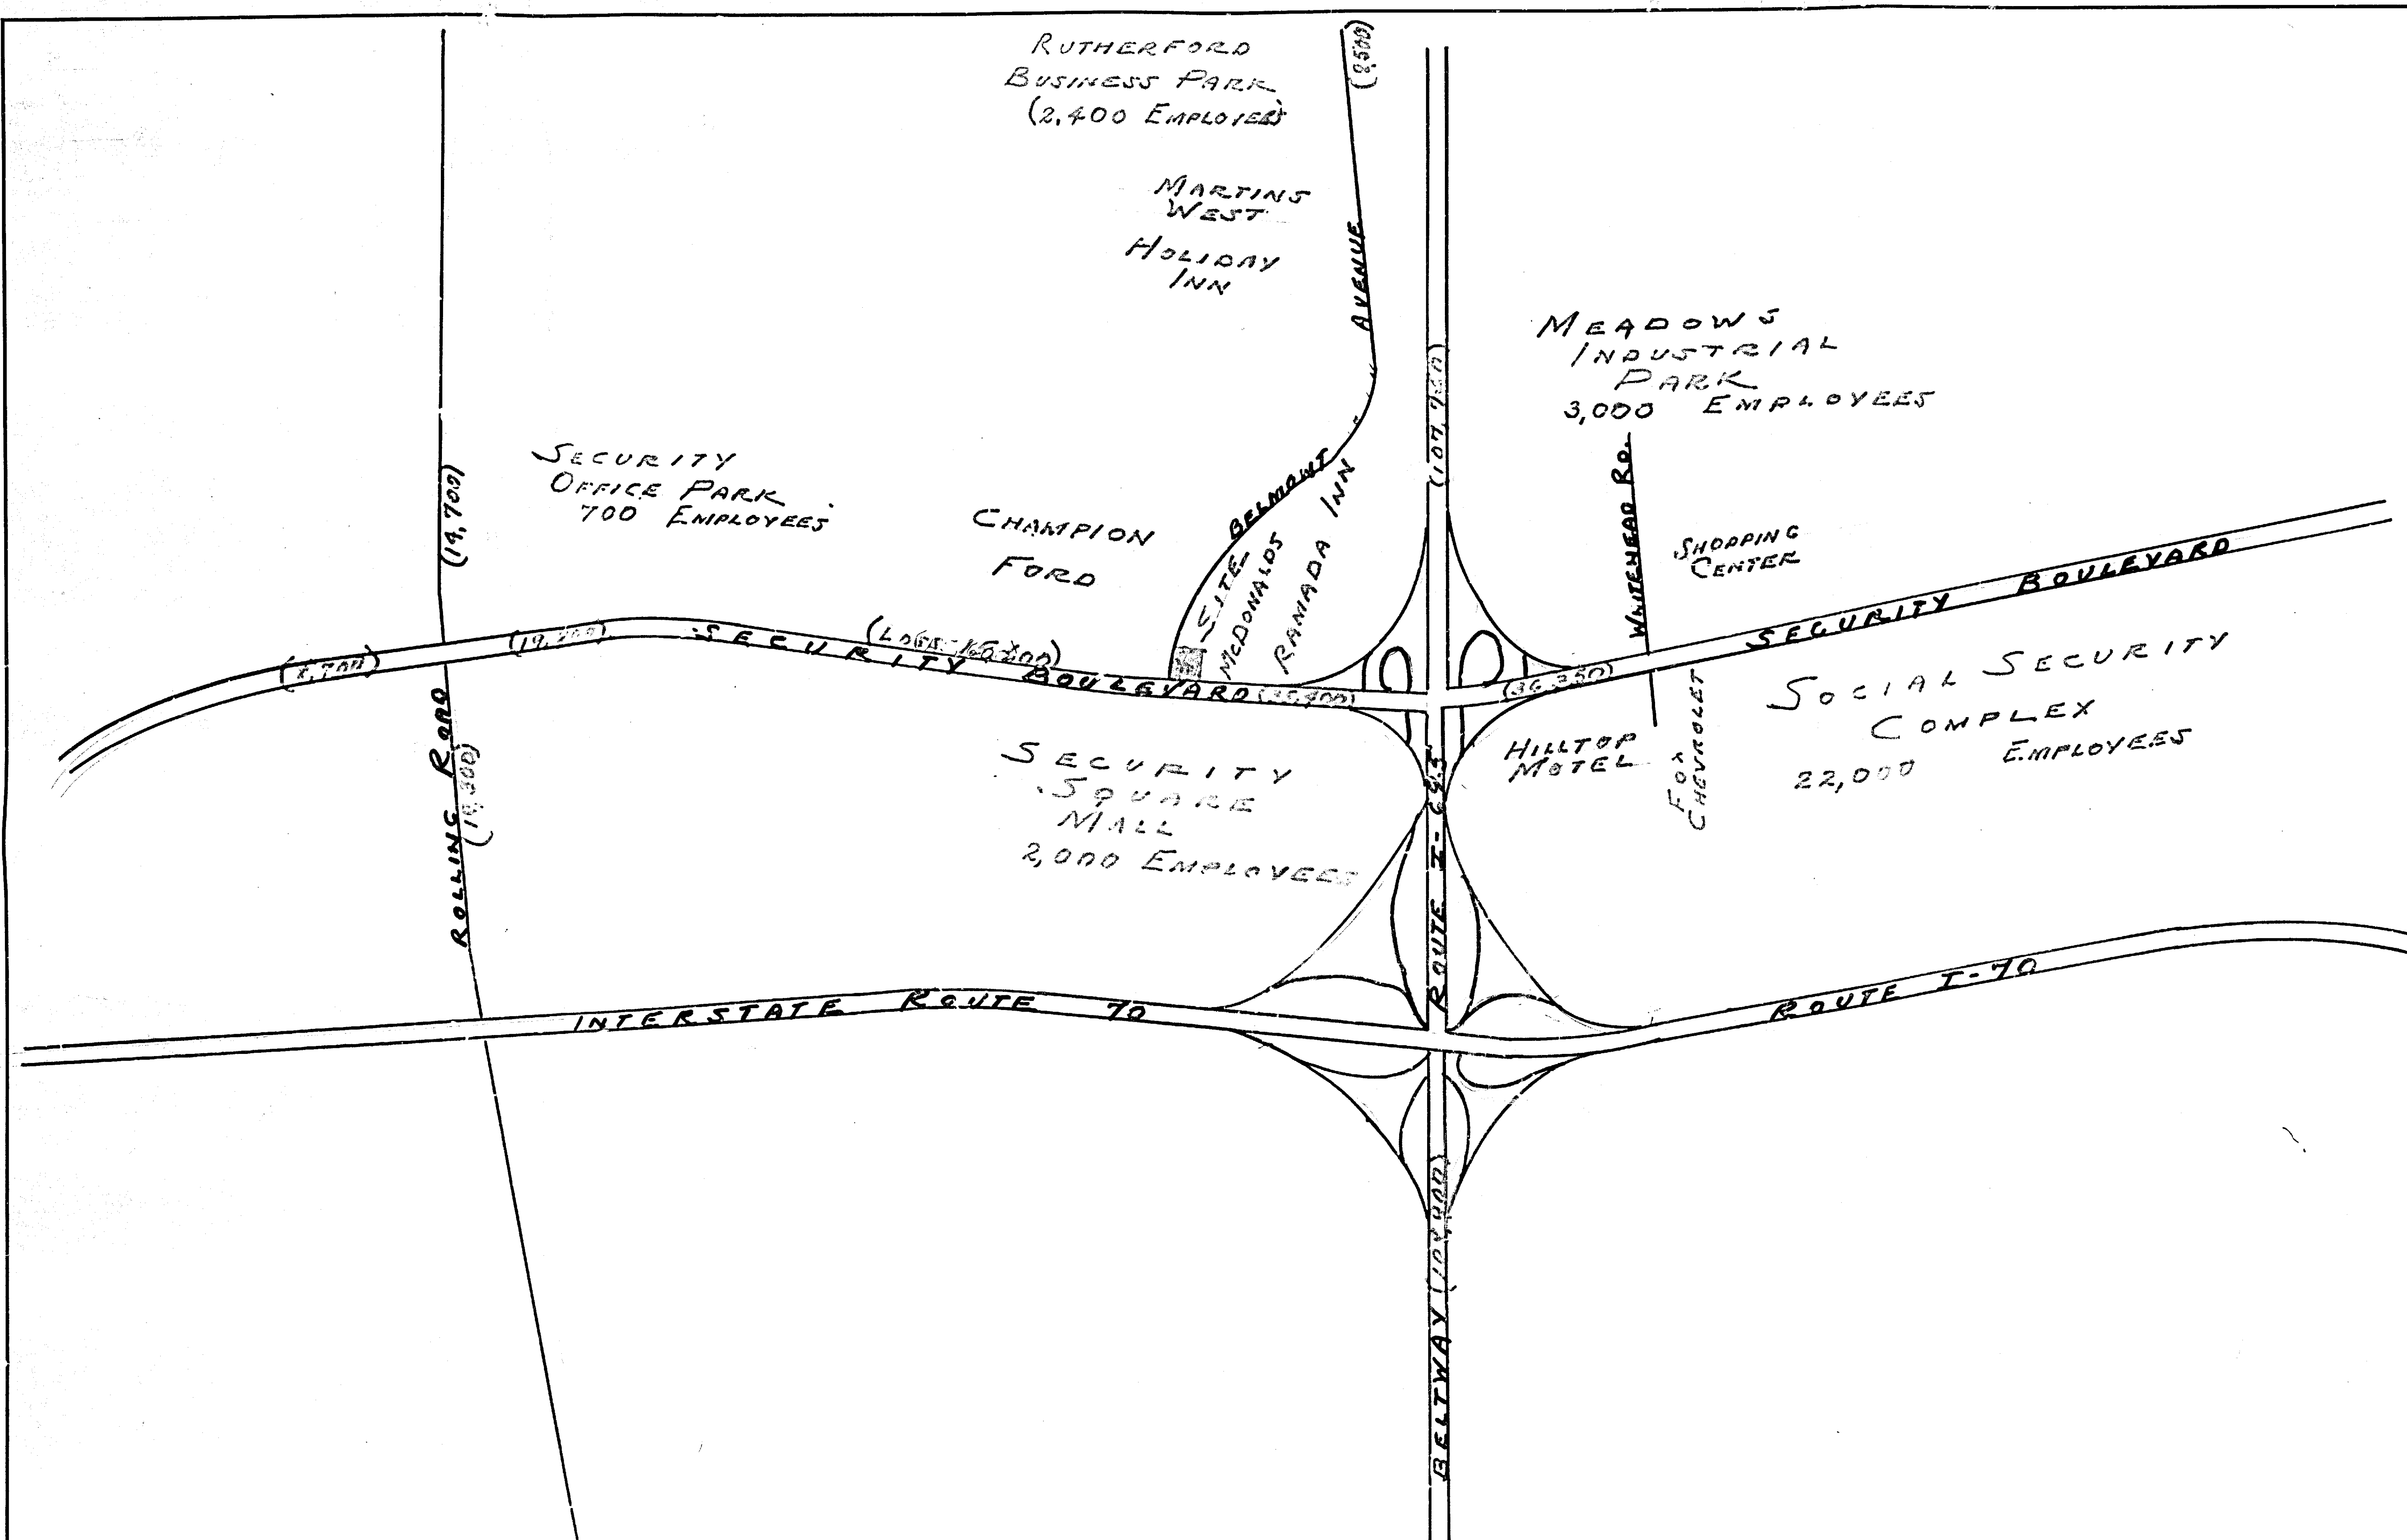 RUTHERFORD
BUSINESS PARK
(2,400 EMPLOYEES)
MARTINS
WEST
HOLIDAY
INN
BELMONT AVENUE
MEADOWS
INDUSTRIAL
PARK
3,000 EMPLOYEES
SECURITY
OFFICE PARK
700 EMPLOYEES
CHAMPION
FORD
SITE
MCDONALDS
RAMADA INN
WHITEHEAD RD.
SHOPPING
CENTER
(14,700)
SECURITY BOULEVARD
SECURITY BOULEVARD
(36,350)
SOCIAL SECURITY
COMPLEX
22,000 EMPLOYEES
HILLTOP
MOTEL
FOX
CHEVROLET
SECURITY
SQUARE
MALL
2,000 EMPLOYEES
ROLLING ROAD
ROUTE I-695
INTERSTATE ROUTE 70
ROUTE I-70
BELTWAY